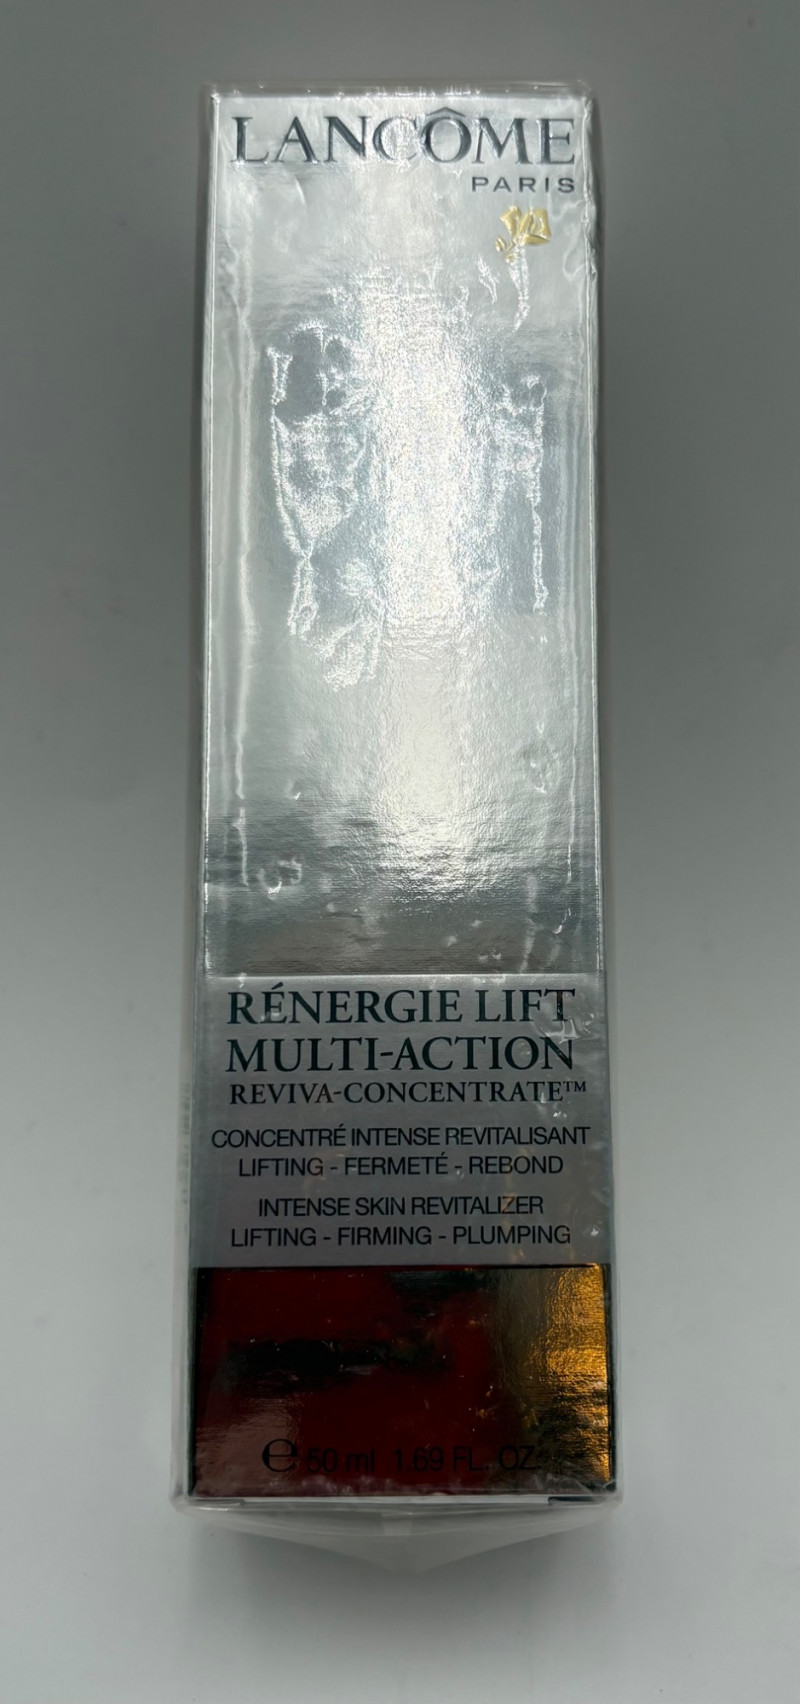 LANCÔME
PARIS
RÉNERGIE LIFT
MULTI-ACTION
REVIVA-CONCENTRATE™
CONCENTRÉ INTENSE REVITALISANT
LIFTING - FERMETÉ - REBOND
INTENSE SKIN REVITALIZER
LIFTING - FIRMING - PLUMPING
℮ 50 ml 1.69 FL. OZ.